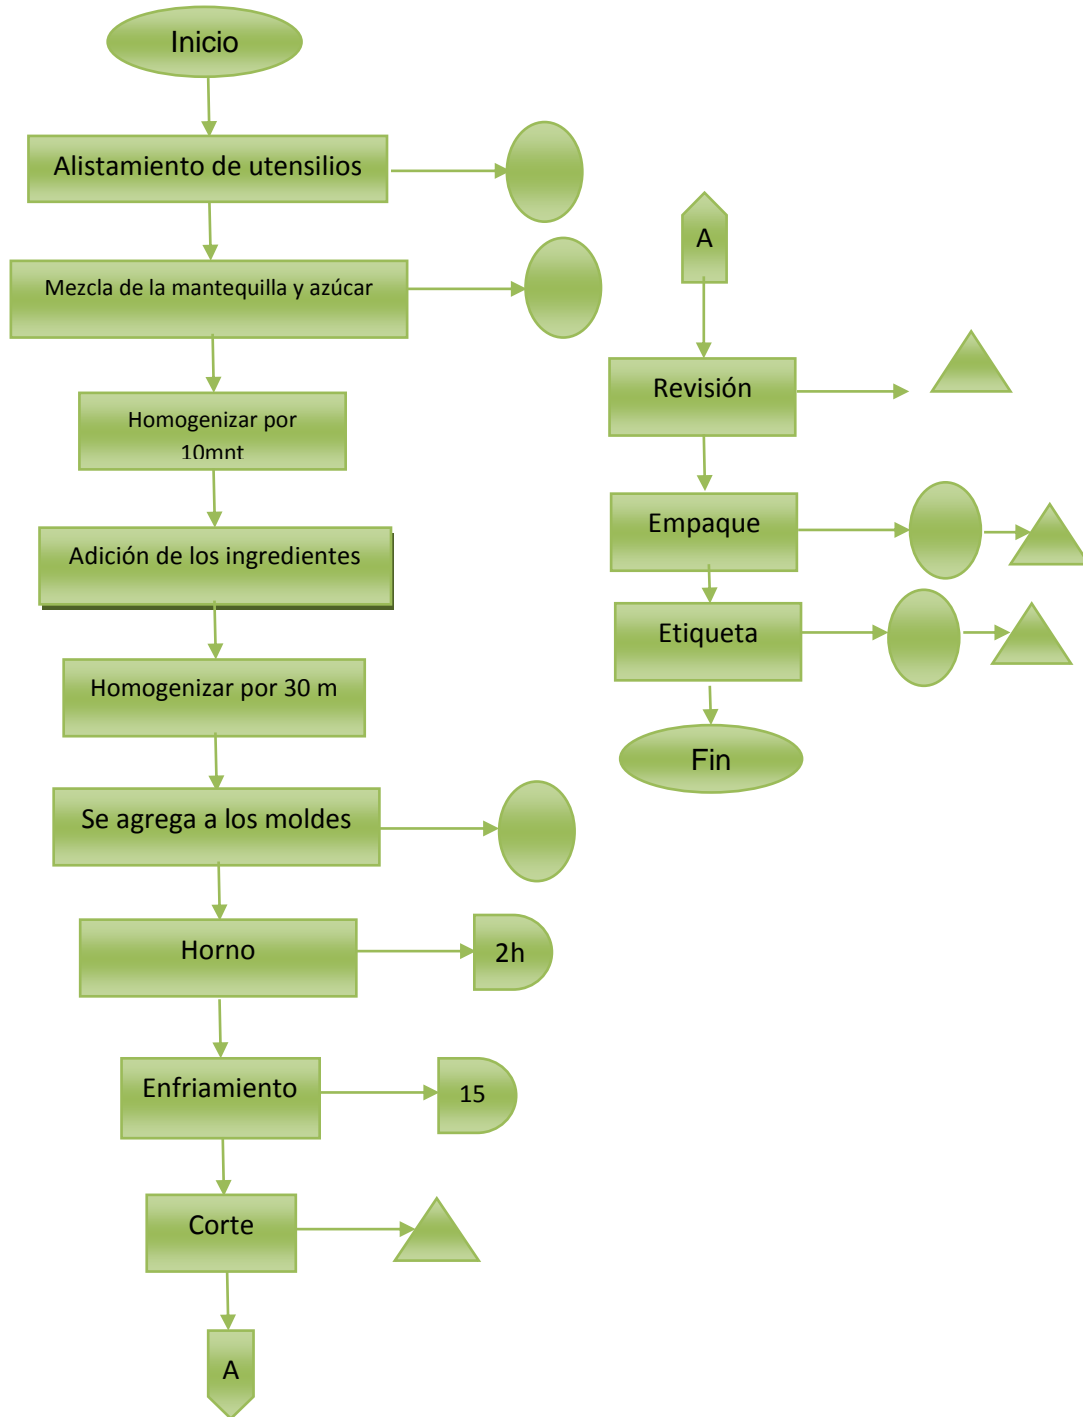 Inicio
Alistamiento de utensilios
Mezcla de la mantequilla y azúcar
Homogenizar por
10mnt
Adición de los ingredientes
Homogenizar por 30 m
Se agrega a los moldes
Horno
2h
Enfriamiento
15
Corte
A
A
Revisión
Empaque
Etiqueta
Fin